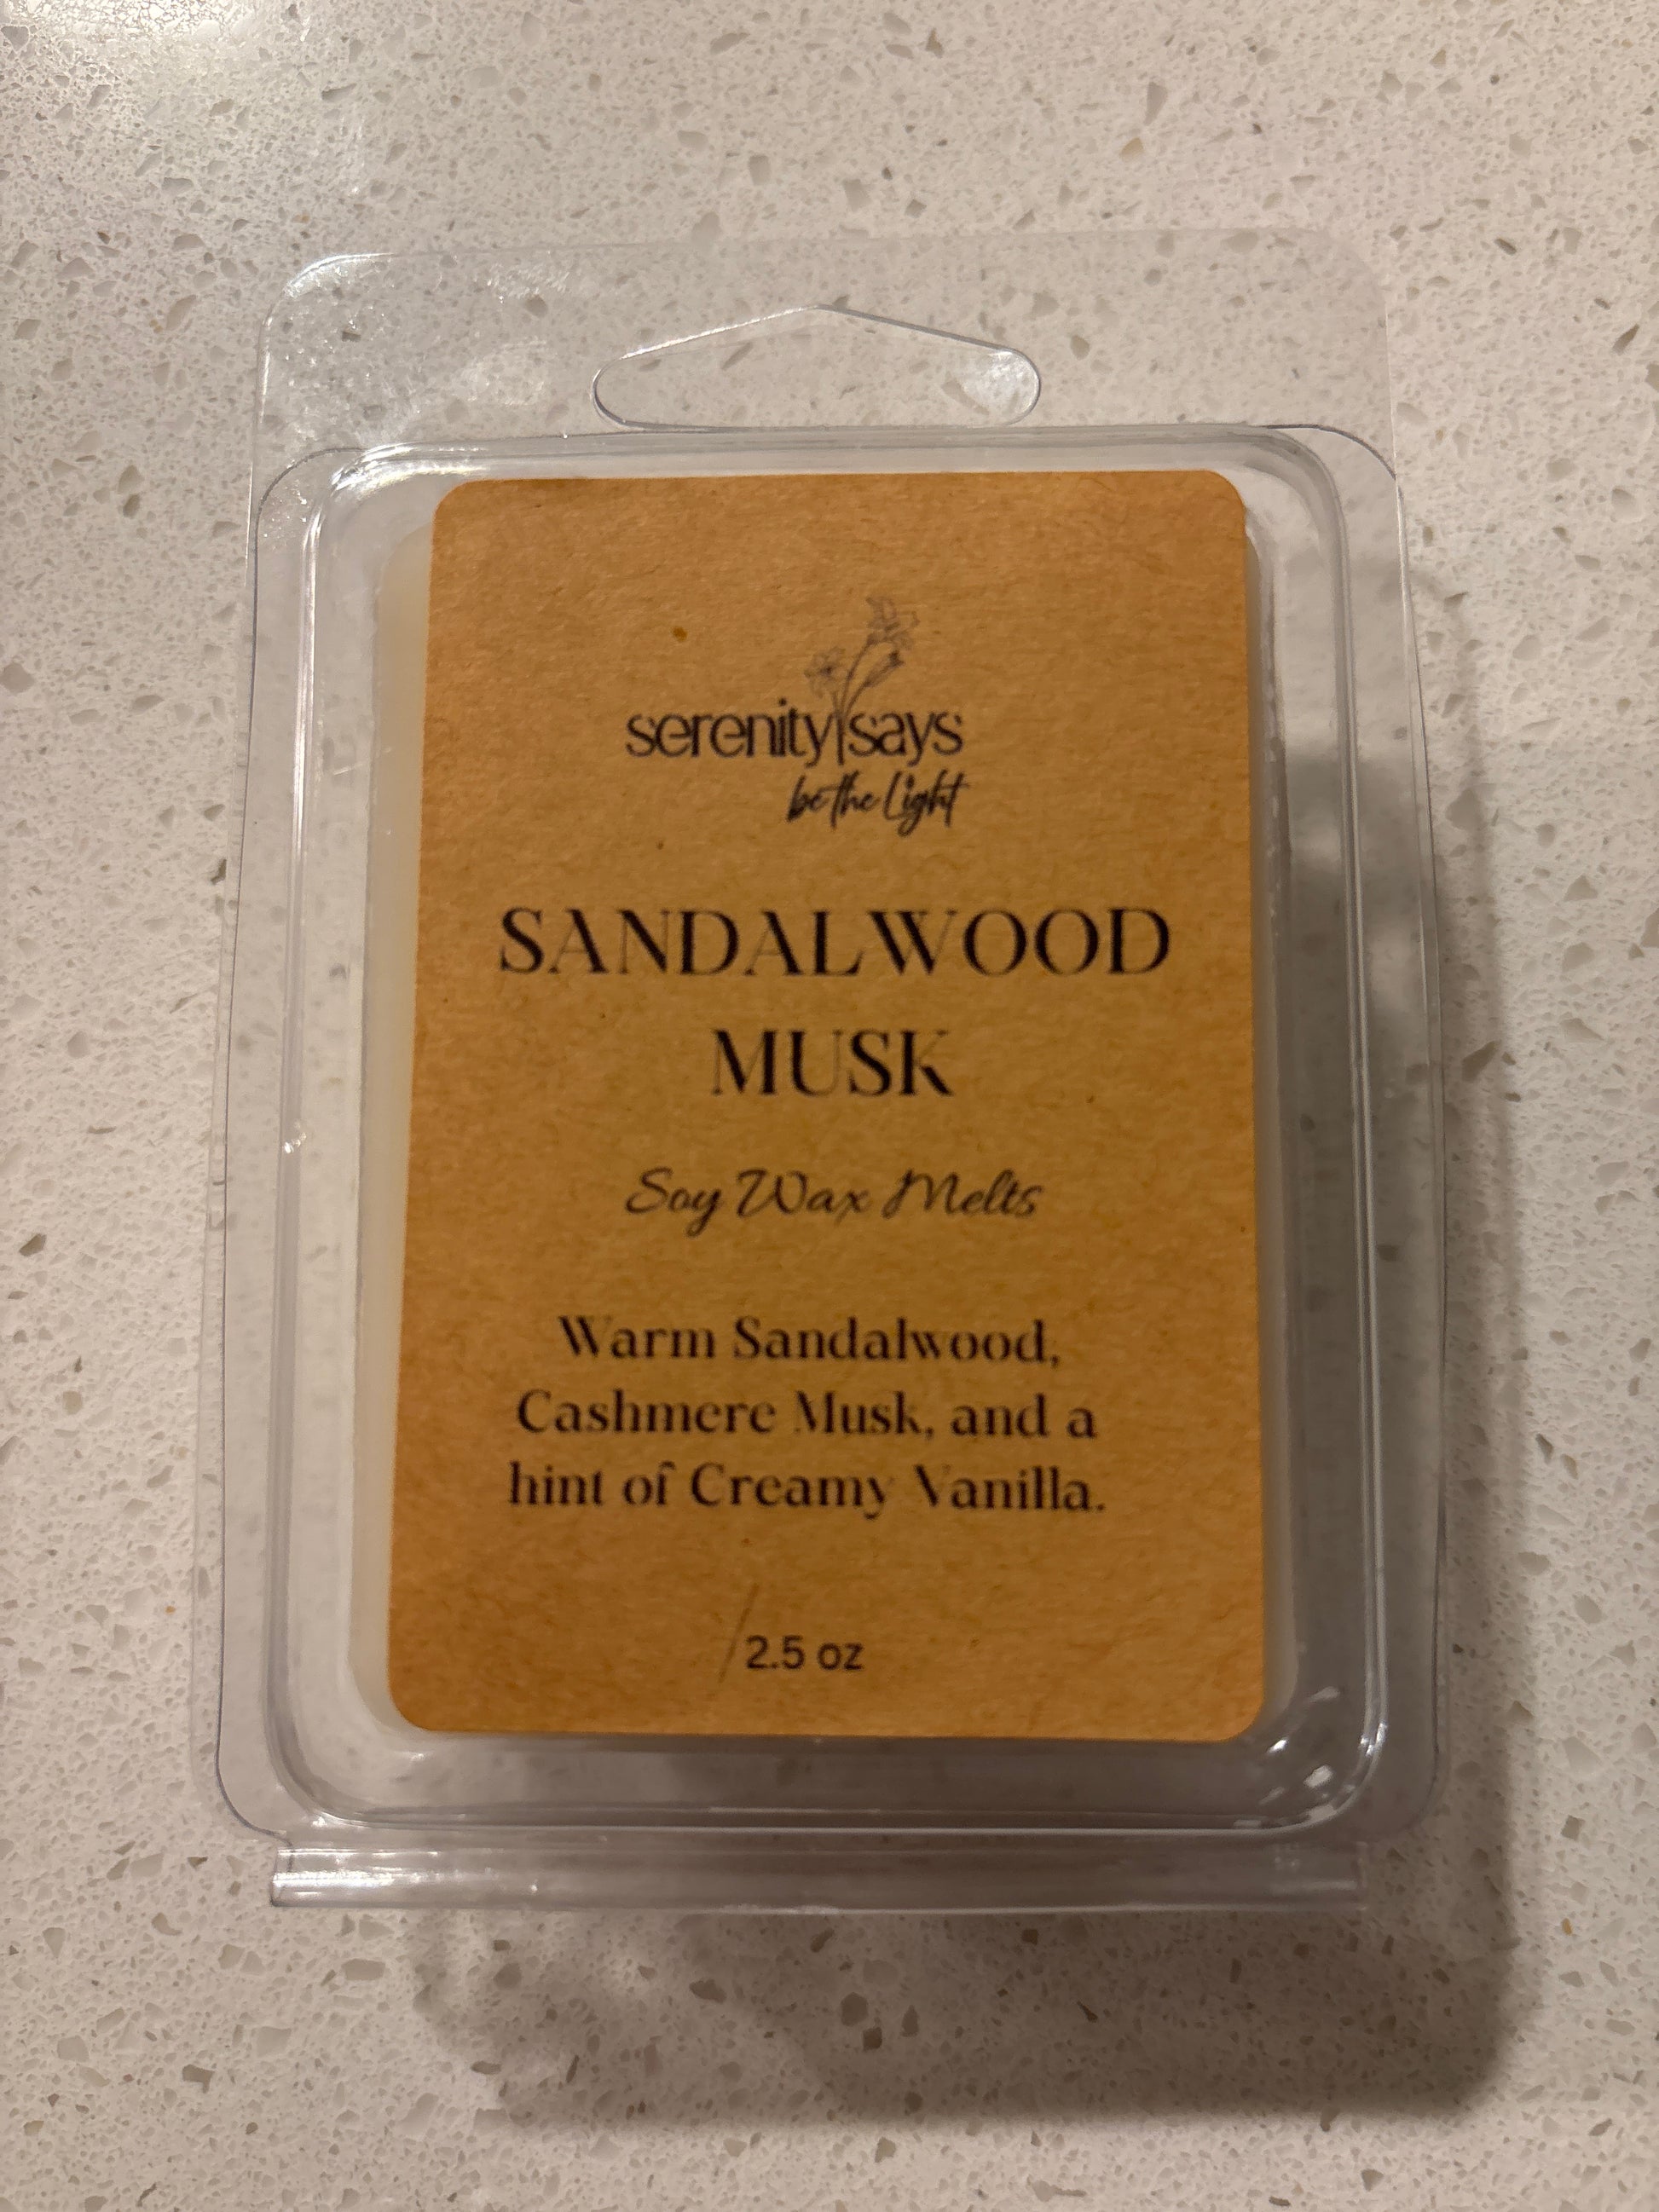 serenity says
be the Light
SANDALWOOD
MUSK
Soy Wax Melts
Warm Sandalwood,
Cashmere Musk, and a
hint of Creamy Vanilla.
2.5 oz